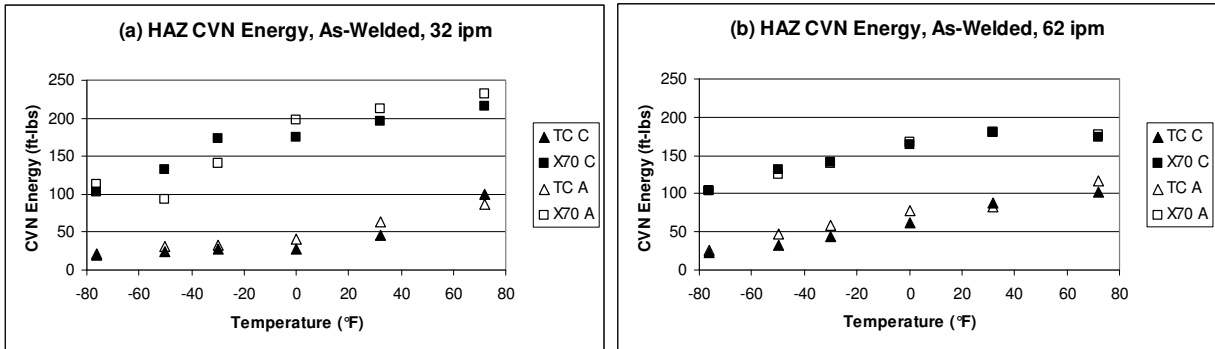 (a) HAZ CVN Energy, As-Welded, 32 ipm
CVN Energy (ft-lbs)
250
200
150
100
50
0
-80 -60 -40 -20 0 20 40 60 80
Temperature (°F)
TC C
X70 C
TC A
X70 A
(b) HAZ CVN Energy, As-Welded, 62 ipm
CVN Energy (ft-lbs)
250
200
150
100
50
0
-80 -60 -40 -20 0 20 40 60 80
Temperature (°F)
TC C
X70 C
TC A
X70 A